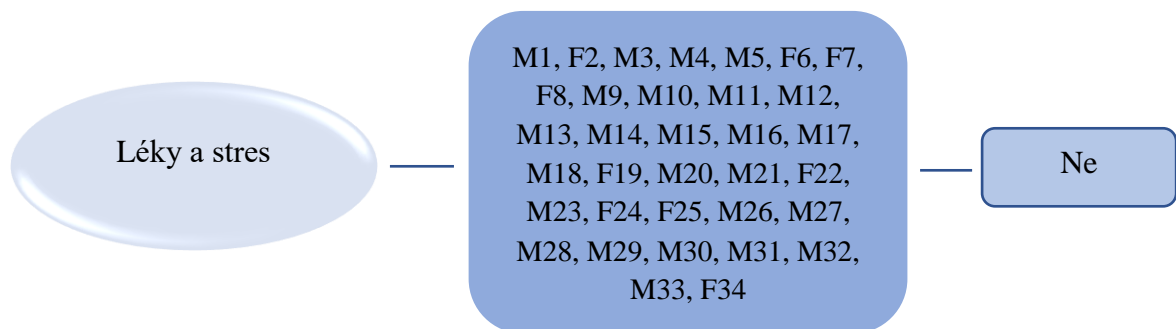 Léky a stres
M1, F2, M3, M4, M5, F6, F7,
F8, M9, M10, M11, M12,
M13, M14, M15, M16, M17,
M18, F19, M20, M21, F22,
M23, F24, F25, M26, M27,
M28, M29, M30, M31, M32,
M33, F34
Ne